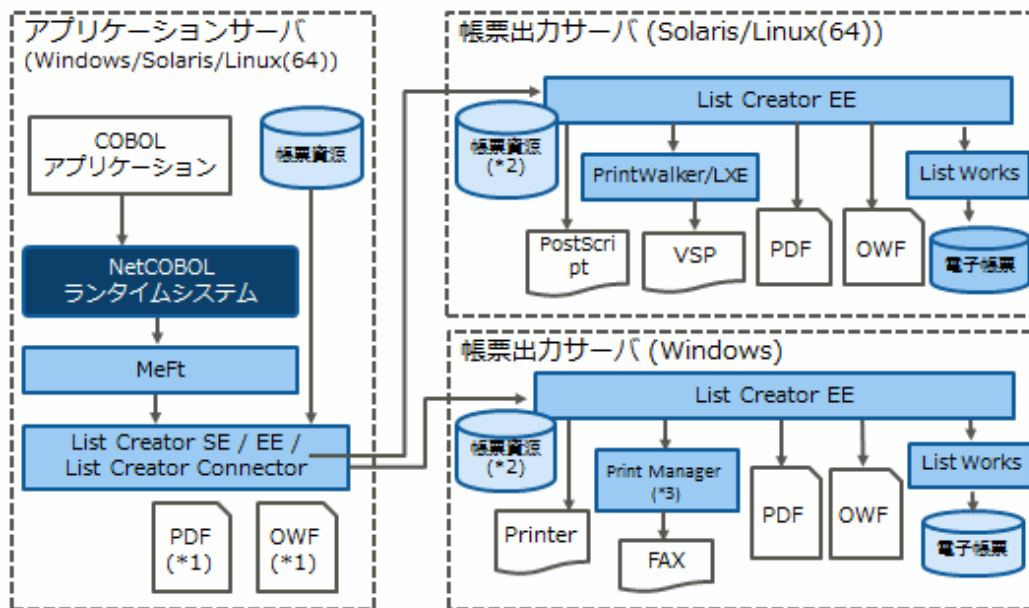 アプリケーションサーバ
(Windows/Solaris/Linux(64))
COBOL
アプリケーション
帳票資源
NetCOBOL
ランタイムシステム
MeFt
List Creator SE / EE /
List Creator Connector
PDF
(*1)
OWF
(*1)
帳票出力サーバ (Solaris/Linux(64))
List Creator EE
帳票資源
(*2)
PrintWalker/LXE
List Works
PostScri
pt
VSP
PDF
OWF
電子帳票
帳票出力サーバ (Windows)
List Creator EE
帳票資源
(*2)
Print Manager
(*3)
List Works
Printer
FAX
PDF
OWF
電子帳票